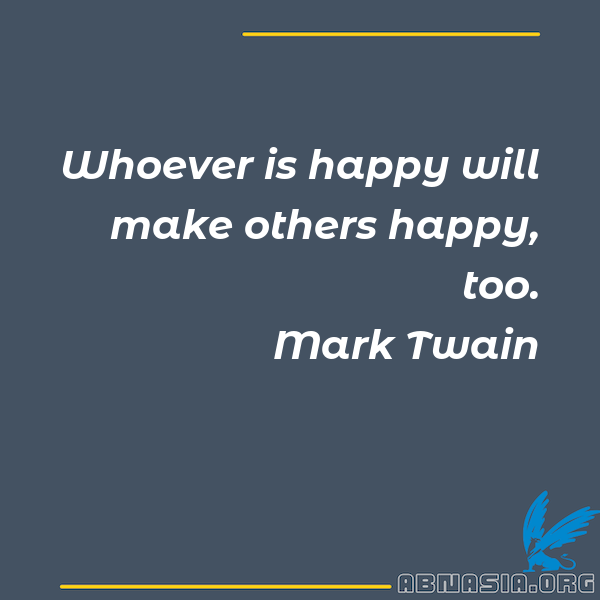 Whoever is happy will
make others happy,
too.
Mark Twain
ABNASIA.ORG